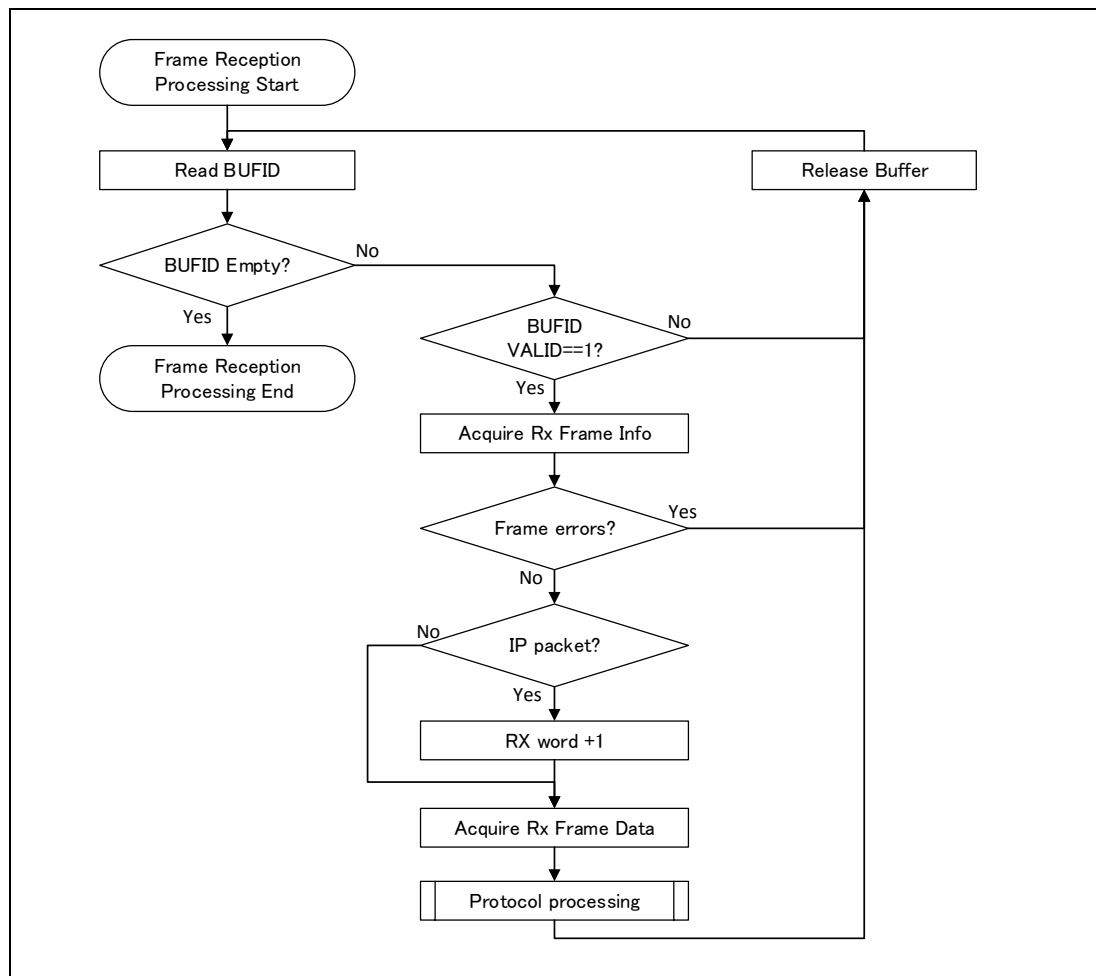 Frame Reception
Processing Start
Read BUFID
Release Buffer
BUFID Empty?
No
Yes
Frame Reception
Processing End
BUFID
VALID==1?
No
Yes
Acquire Rx Frame Info
Frame errors?
Yes
No
IP packet?
No
Yes
RX word +1
Acquire Rx Frame Data
Protocol processing